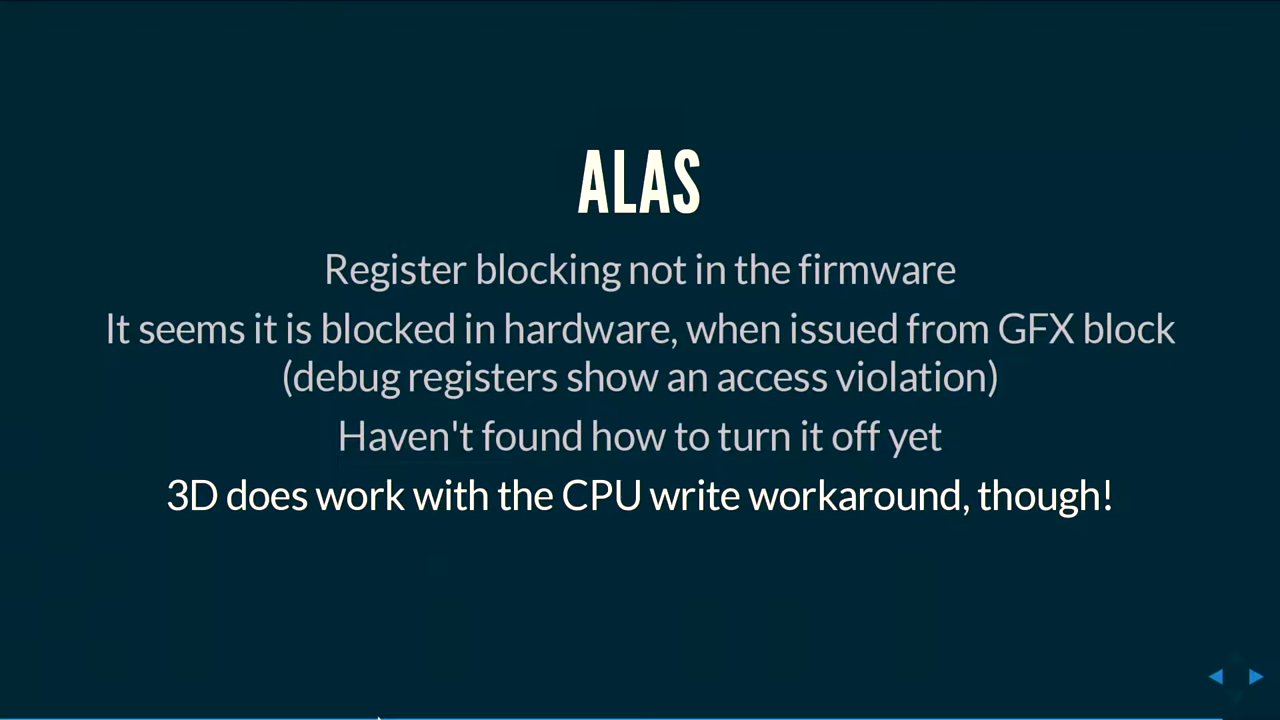 ALAS
Register blocking not in the firmware
It seems it is blocked in hardware, when issued from GFX block
(debug registers show an access violation)
Haven't found how to turn it off yet
3D does work with the CPU write workaround, though!